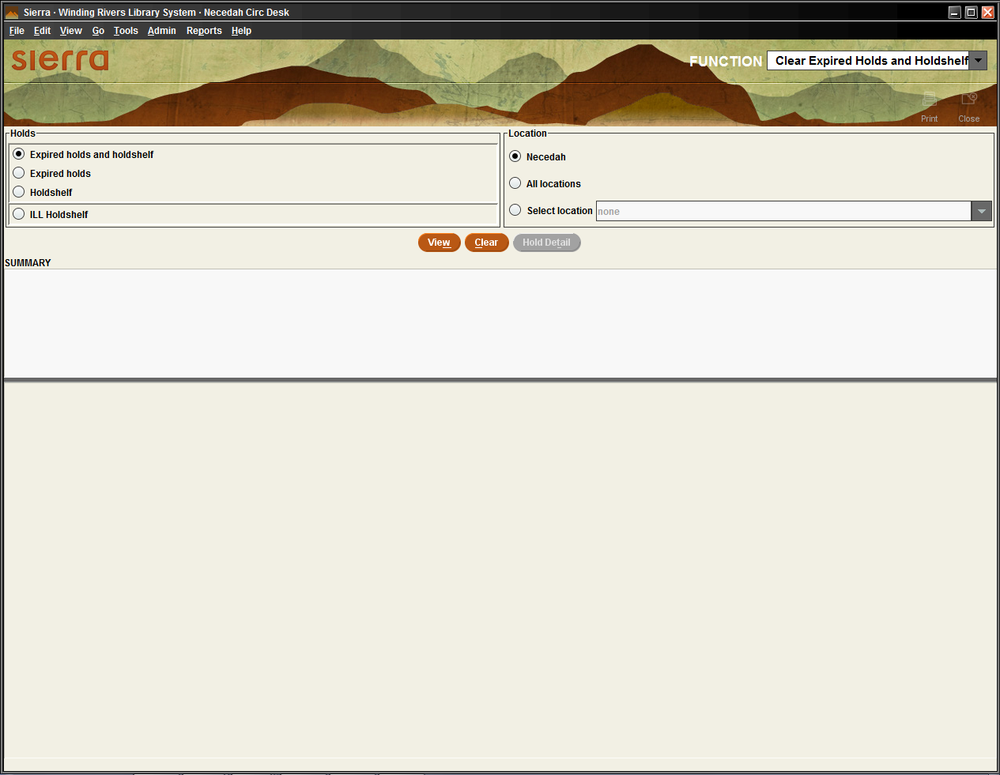 Sierra · Winding Rivers Library System · Necedah Circ Desk
File Edit View Go Tools Admin Reports Help
sierra
FUNCTION Clear Expired Holds and Holdshelf
Print Close
Holds
Expired holds and holdshelf
Expired holds
Holdshelf
ILL Holdshelf
Location
Necedah
All locations
Select location none
View Clear Hold Detail
SUMMARY